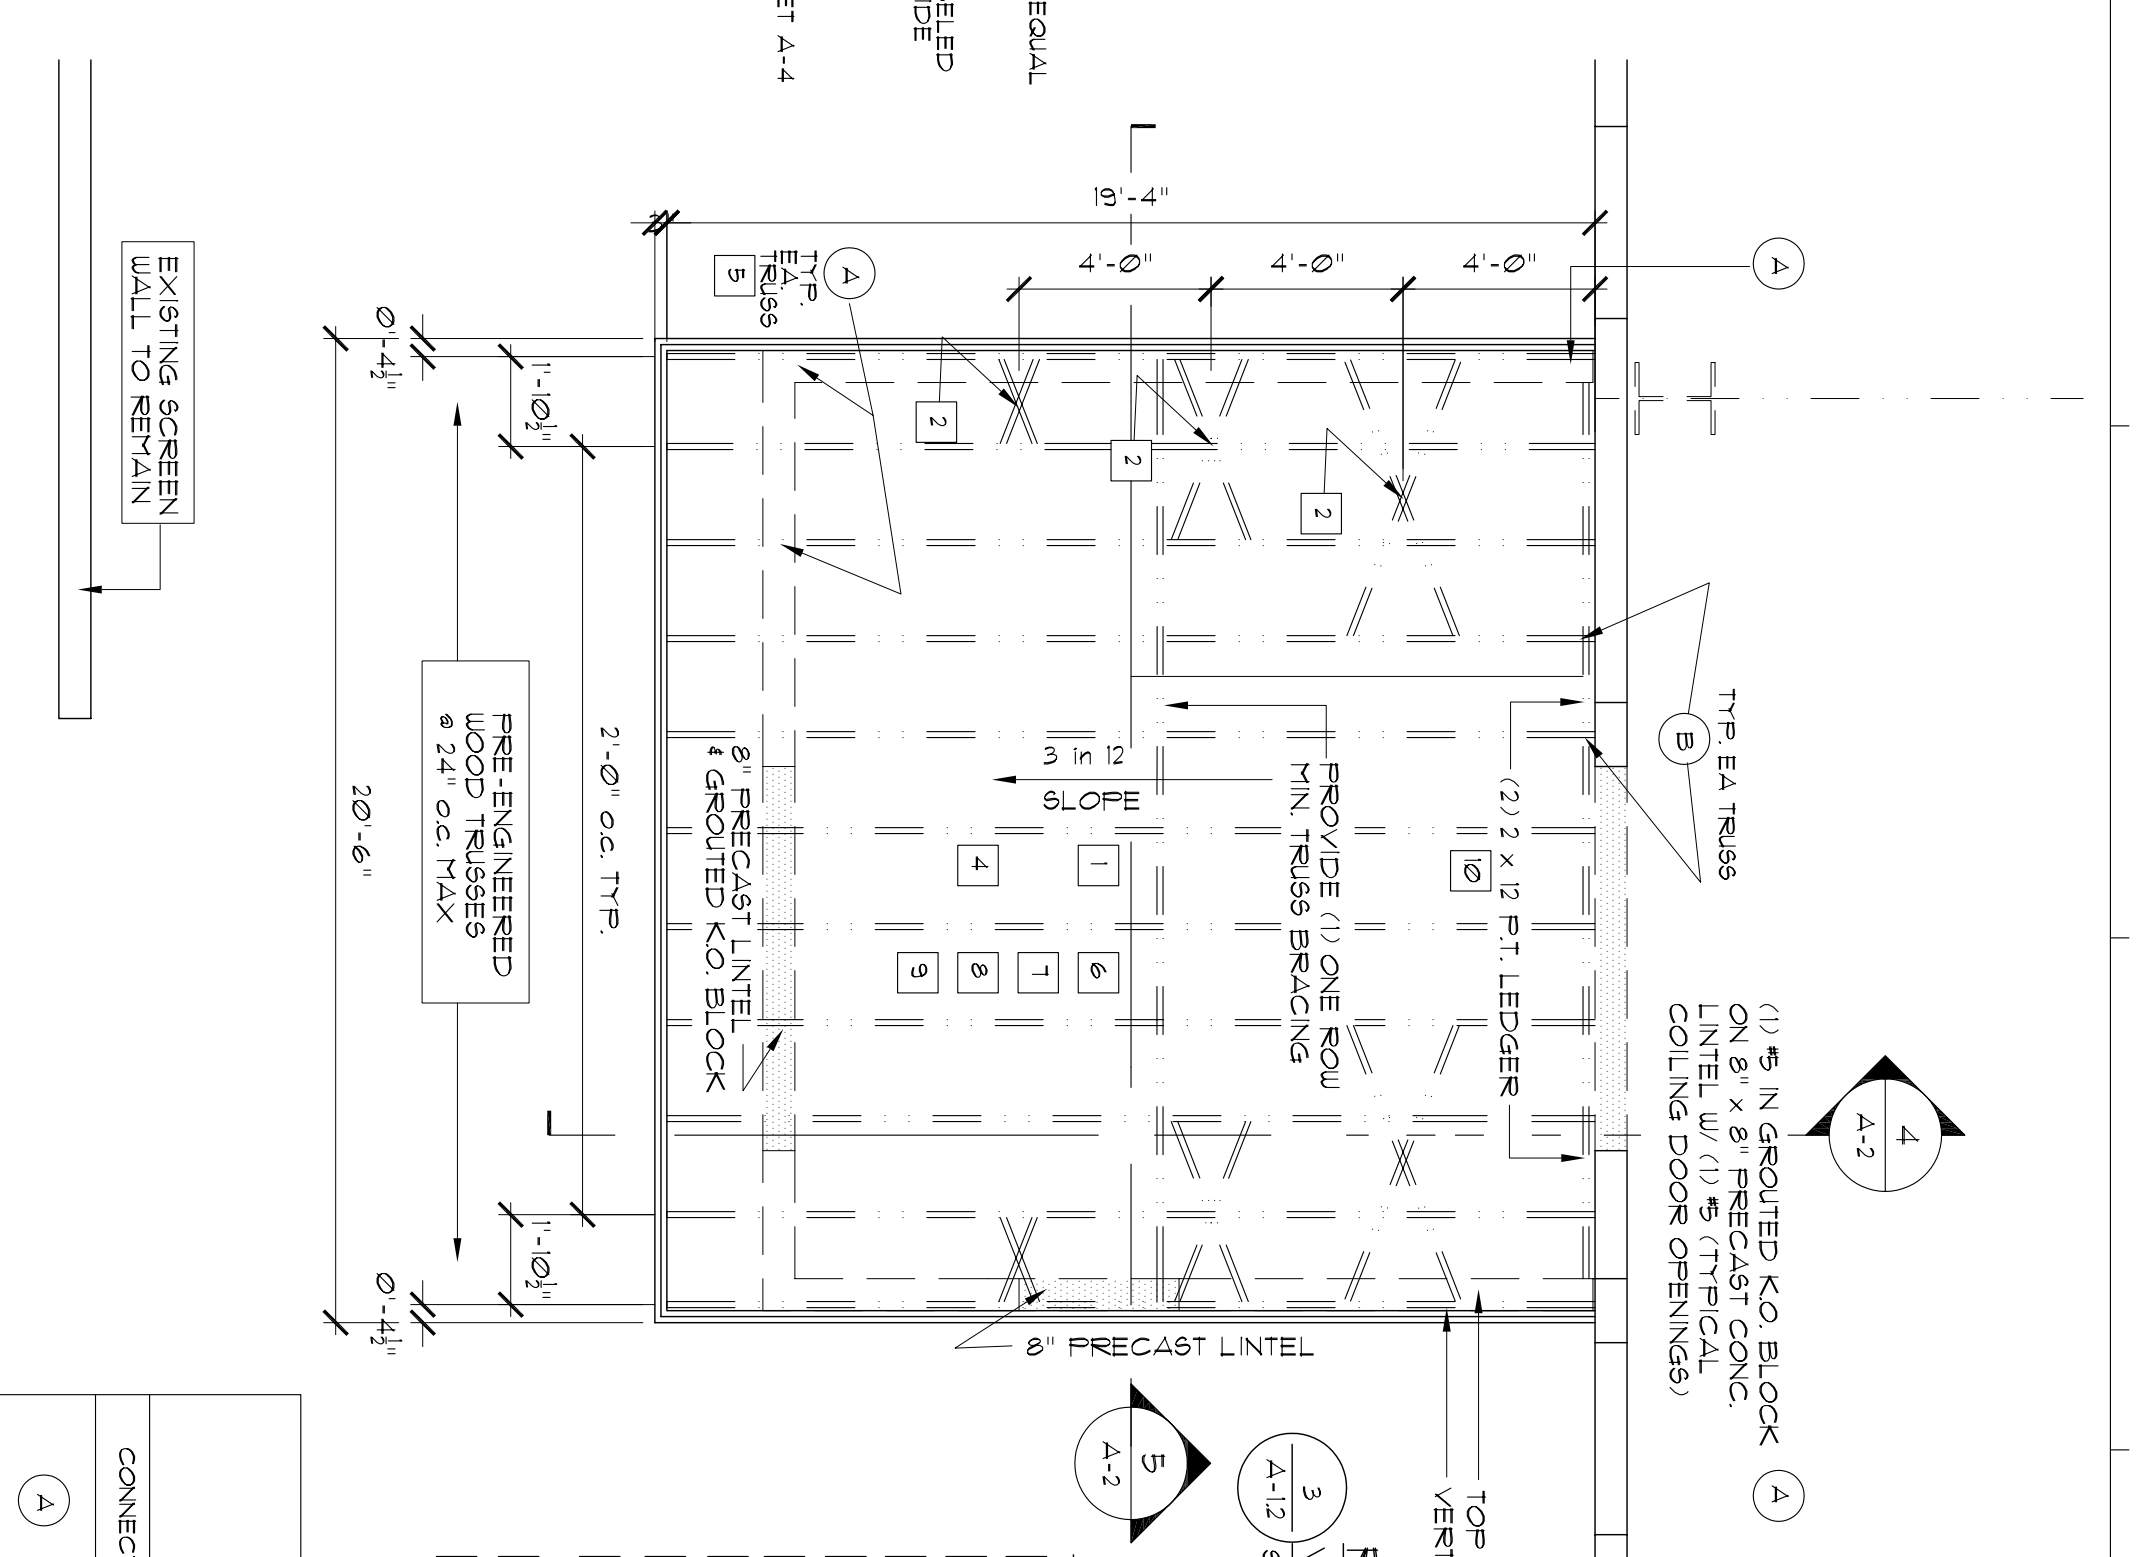 EQUAL
ELED
IDE
ET A-4
19'-4"
4'-0"
4'-0"
4'-0"
A
A
TYP.
EA.
TRUSS
5
2
2
2
EXISTING SCREEN
WALL TO REMAIN
0'-4½"
1'-10½"
2'-0" o.c. TYP.
PRE-ENGINEERED
WOOD TRUSSES
@ 24" o.c. MAX
20'-6"
1'-10½"
0'-4½"
TYP. EA TRUSS
B
3 in 12
SLOPE
8" PRECAST LINTEL
& GROUTED K.O. BLOCK
PROVIDE (1) ONE ROW
MIN. TRUSS BRACING
(2) 2 x 12 P.T. LEDGER
10
1
4
6
7
8
9
(1) #5 IN GROUTED K.O. BLOCK
ON 8" x 8" PRECAST CONC.
LINTEL W/ (1) #5 (TYPICAL
COILING DOOR OPENINGS)
4
A-2
A
8" PRECAST LINTEL
5
A-2
3
A-1.2
TOP
VERT
CONNECT
A